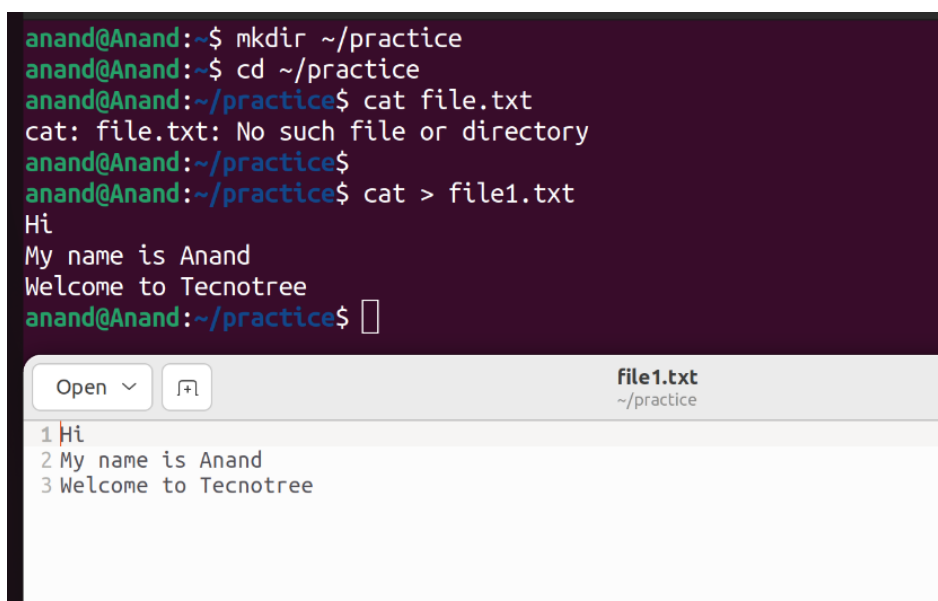 anand@Anand:~$ mkdir ~/practice
anand@Anand:~$ cd ~/practice
anand@Anand:~/practice$ cat file.txt
cat: file.txt: No such file or directory
anand@Anand:~/practice$
anand@Anand:~/practice$ cat > file1.txt
Hi
My name is Anand
Welcome to Tecnotree
anand@Anand:~/practice$
Open
file1.txt
~/practice
1 Hi
2 My name is Anand
3 Welcome to Tecnotree